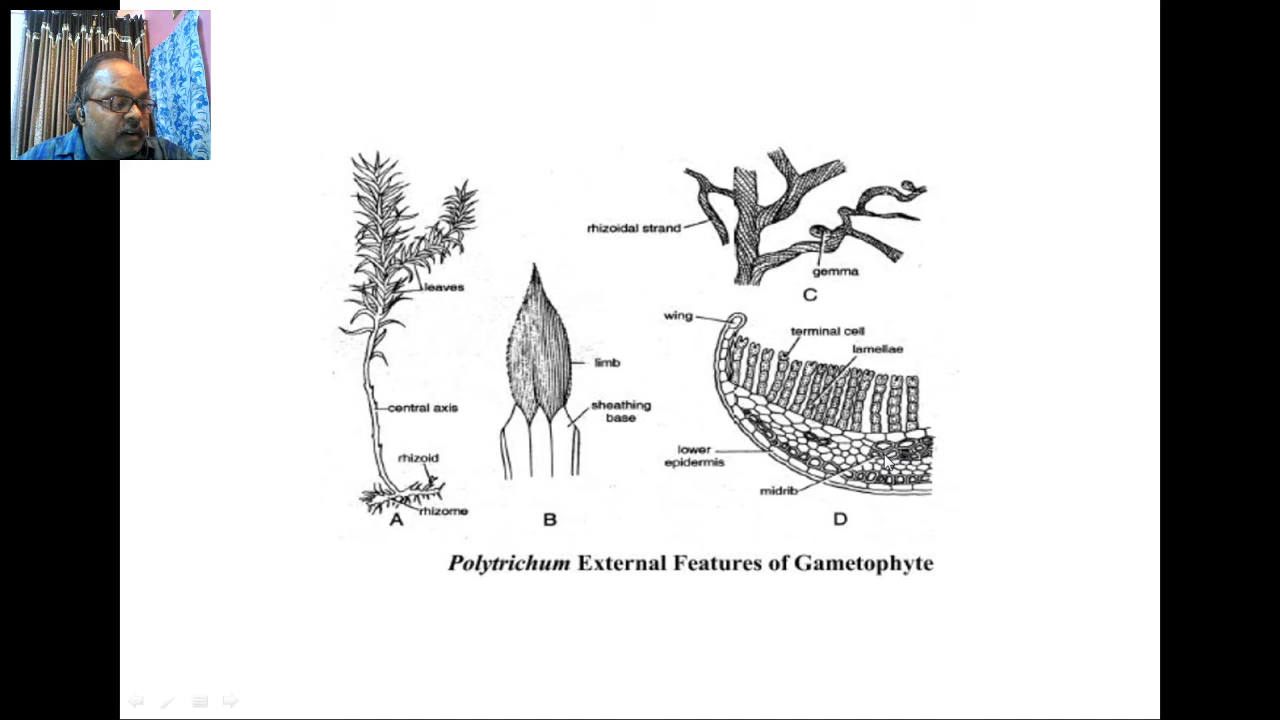 rhizoidal strand
gemma
C
leaves
wing
terminal cell
lamellae
limb
central axis
sheathing
base
lower
epidermis
rhizoid
midrib
rhizome
A
B
D
Polytrichum External Features of Gametophyte